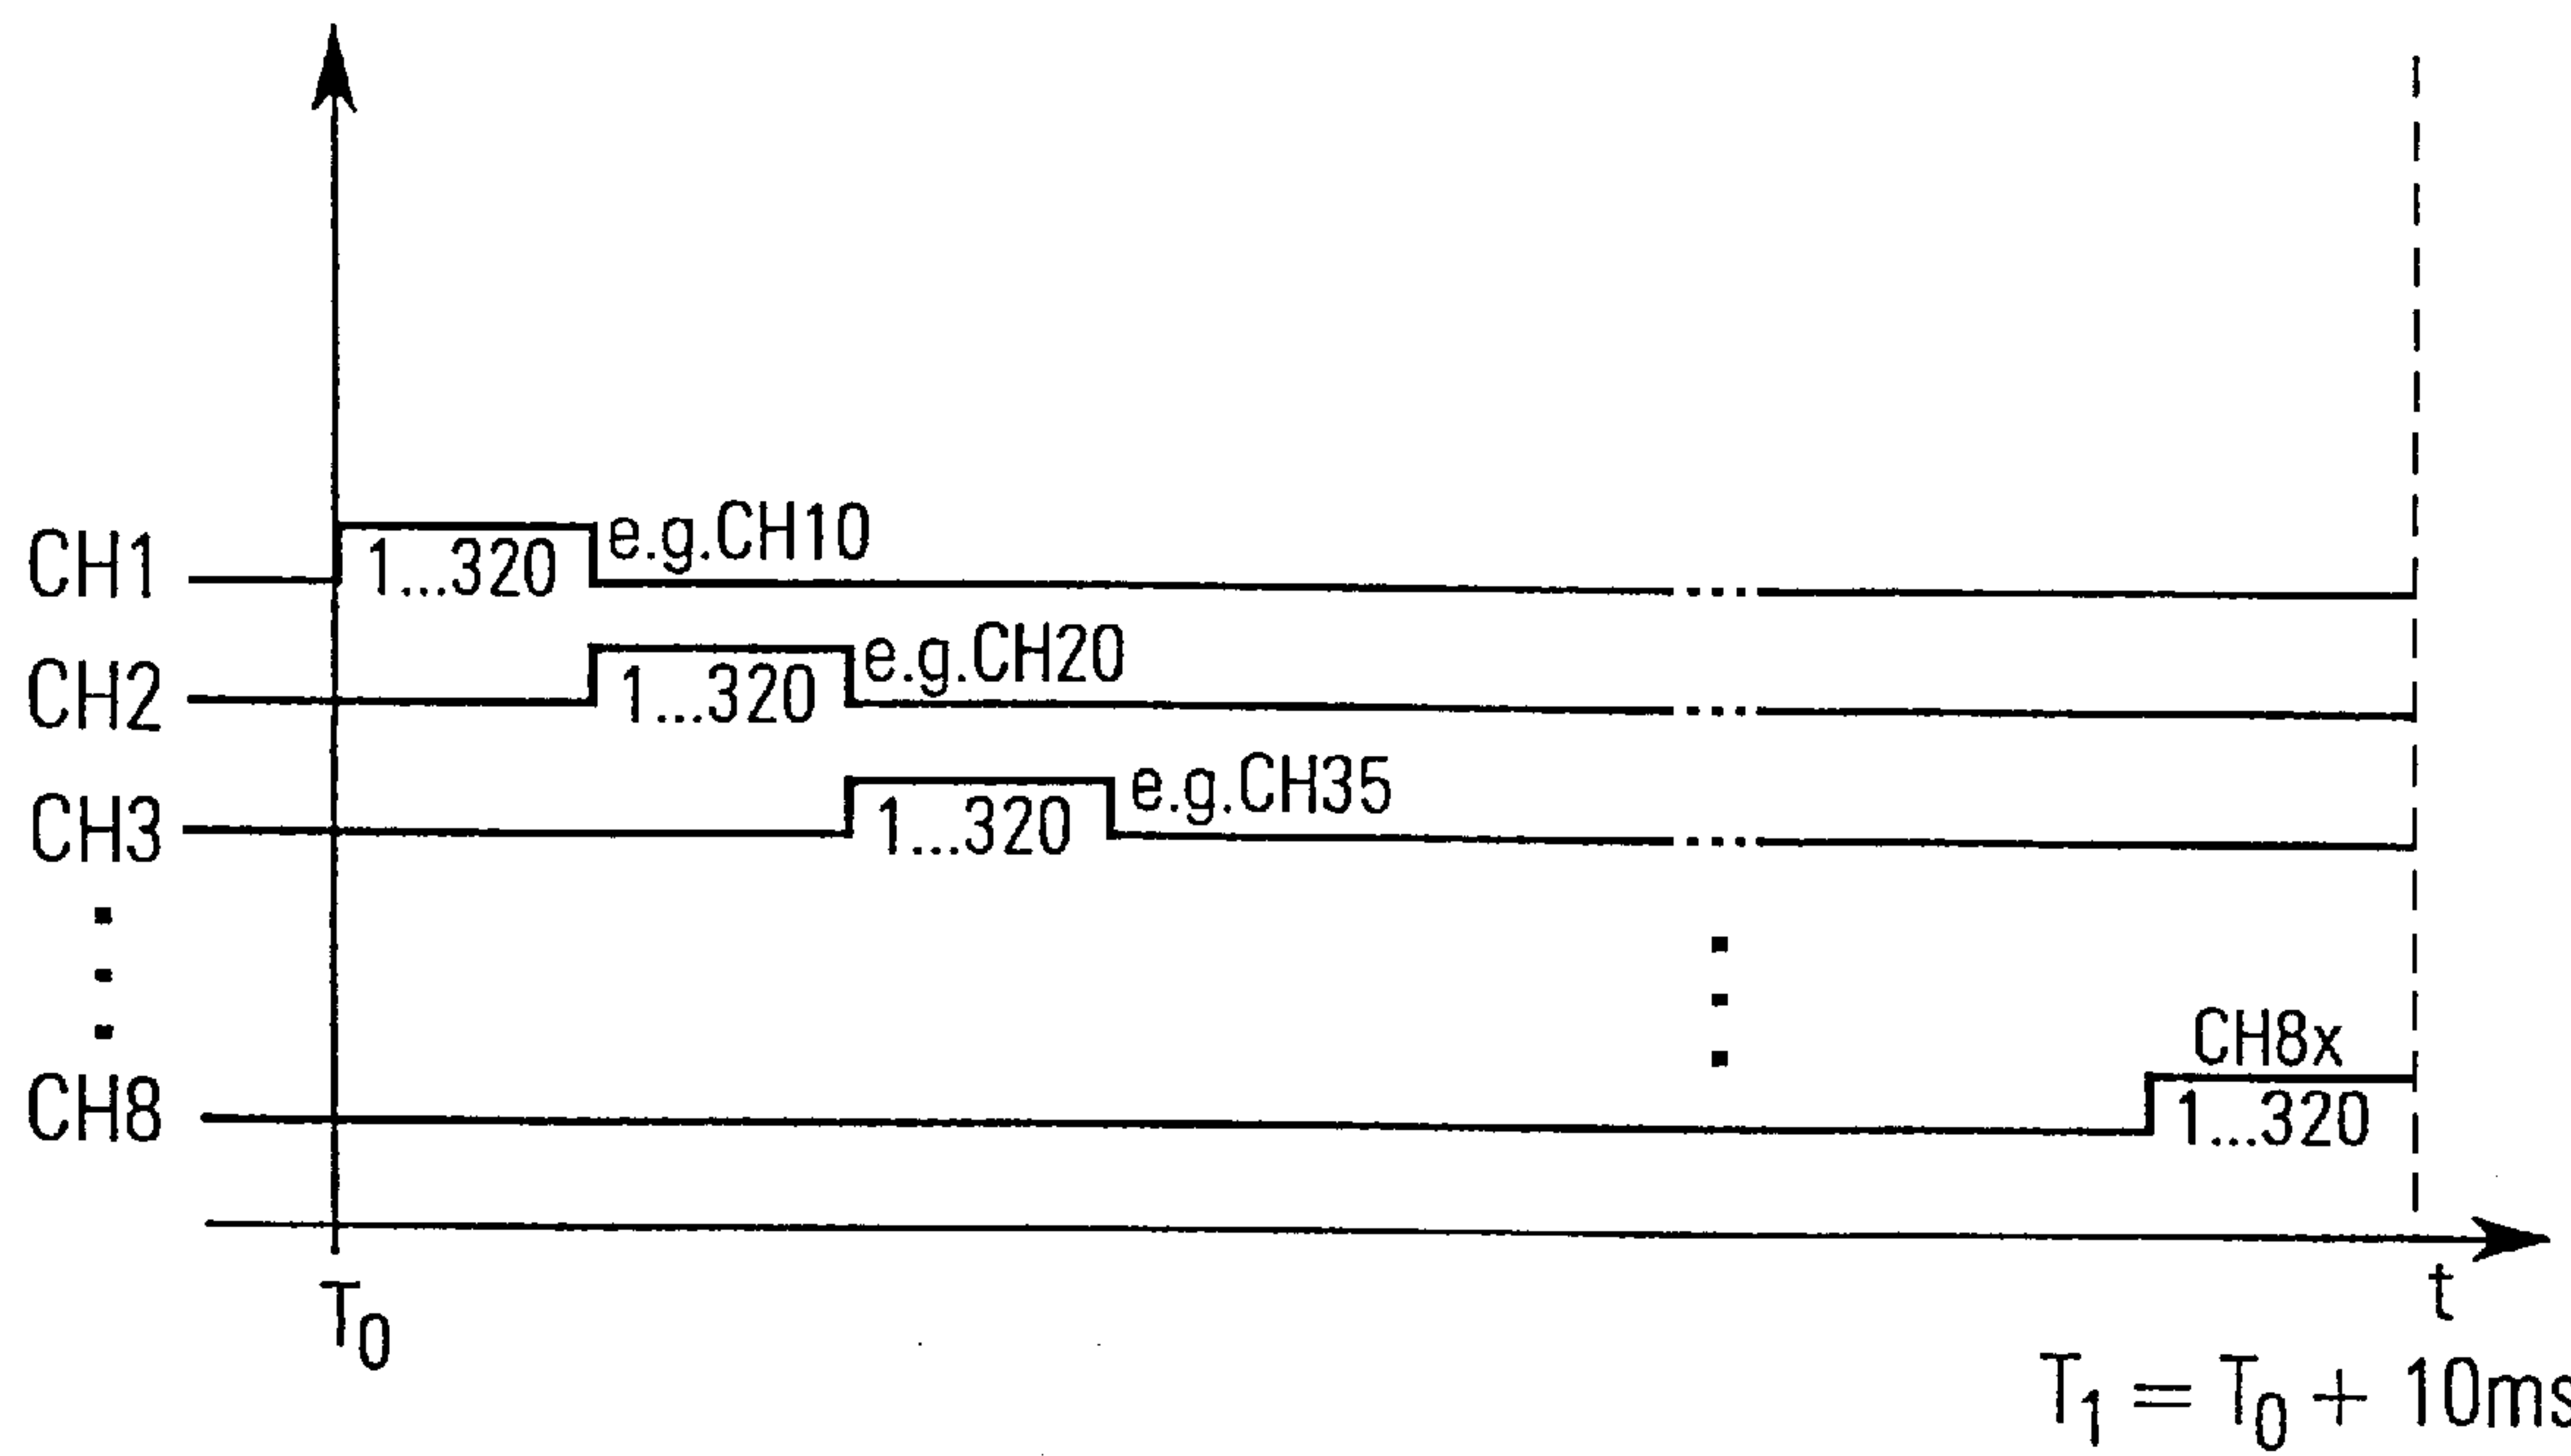 CH1
1...320
e.g.CH10
CH2
1...320
e.g.CH20
CH3
1...320
e.g.CH35
CH8x
CH8
1...320
T0
t
T1 = T0 + 10ms